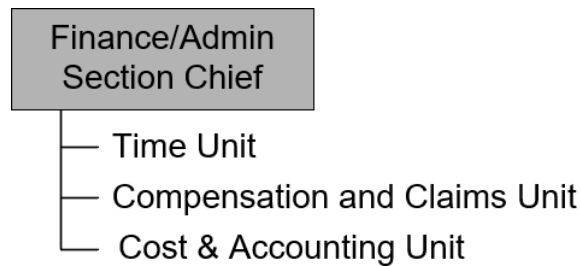 Finance/Admin
Section Chief
Time Unit
Compensation and Claims Unit
Cost & Accounting Unit